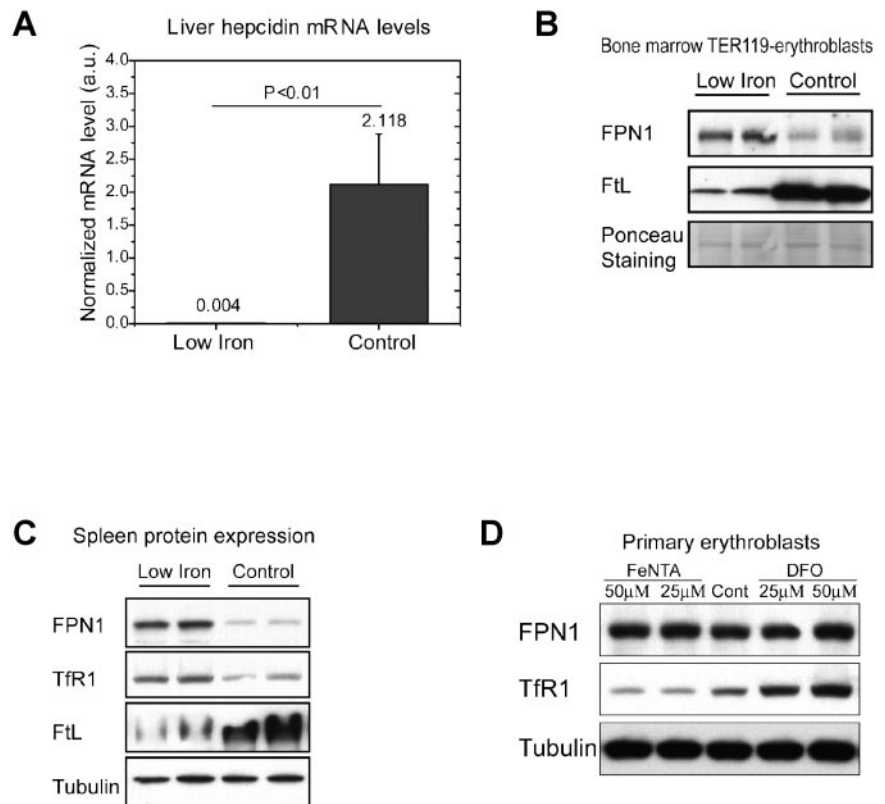 A
Liver hepcidin mRNA levels
Normalized mRNA level (a.u.)
4.0
3.5
3.0
2.5
2.0
1.5
1.0
0.5
0.0
P<0.01
2.118
0.004
Low Iron Control
B
Bone marrow TER119-erythroblasts
Low Iron Control
FPN1
FtL
Ponceau
Staining
C
Spleen protein expression
Low Iron Control
FPN1
TfR1
FtL
Tubulin
D
Primary erythroblasts
FeNTA DFO
50μM 25μM Cont 25μM 50μM
FPN1
TfR1
Tubulin